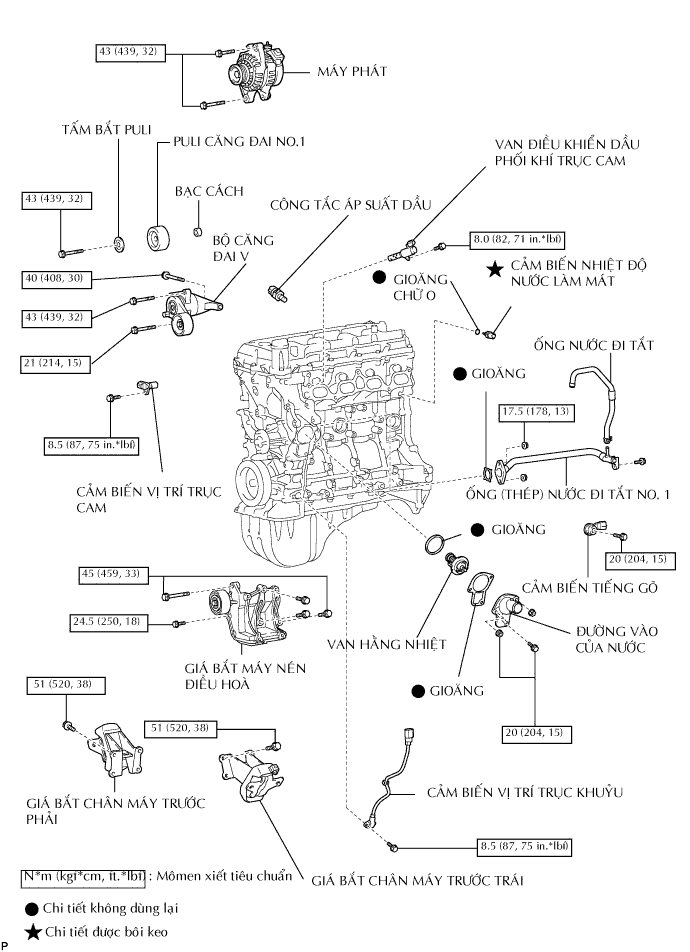 43 (439, 32)
MÁY PHÁT
TẤM BẮT PULI
PULI CĂNG ĐAI NO.1
VAN ĐIỀU KHIỂN DẦU
PHỐI KHÍ TRỤC CAM
BẠC CÁCH
43 (439, 32)
CÔNG TẮC ÁP SUẤT DẦU
BỘ CĂNG
ĐAI V
8.0 (82, 71 in.*lbf)
40 (408, 30)
GIOĂNG
CHỮ O
CẢM BIẾN NHIỆT ĐỘ
NƯỚC LÀM MÁT
43 (439, 32)
ỐNG NƯỚC ĐI TẮT
21 (214, 15)
GIOĂNG
17.5 (178, 13)
8.5 (87, 75 in.*lbf)
CẢM BIẾN VỊ TRÍ TRỤC
CAM
ỐNG (THÉP) NƯỚC ĐI TẮT NO. 1
GIOĂNG
20 (204, 15)
45 (459, 33)
CẢM BIẾN TIẾNG GÕ
24.5 (250, 18)
VAN HẰNG NHIỆT
ĐƯỜNG VÀO
CỦA NƯỚC
GIÁ BẮT MÁY NÉN
ĐIỀU HOÀ
51 (520, 38)
GIOĂNG
51 (520, 38)
20 (204, 15)
GIÁ BẮT CHÂN MÁY TRƯỚC
PHẢI
CẢM BIẾN VỊ TRÍ TRỤC KHUỶU
8.5 (87, 75 in.*lbf)
N*m (kgf*cm, ft.*lbf) : Mômen xiết tiêu chuẩn
GIÁ BẮT CHÂN MÁY TRƯỚC TRÁI
Chi tiết không dùng lại
Chi tiết được bôi keo
P